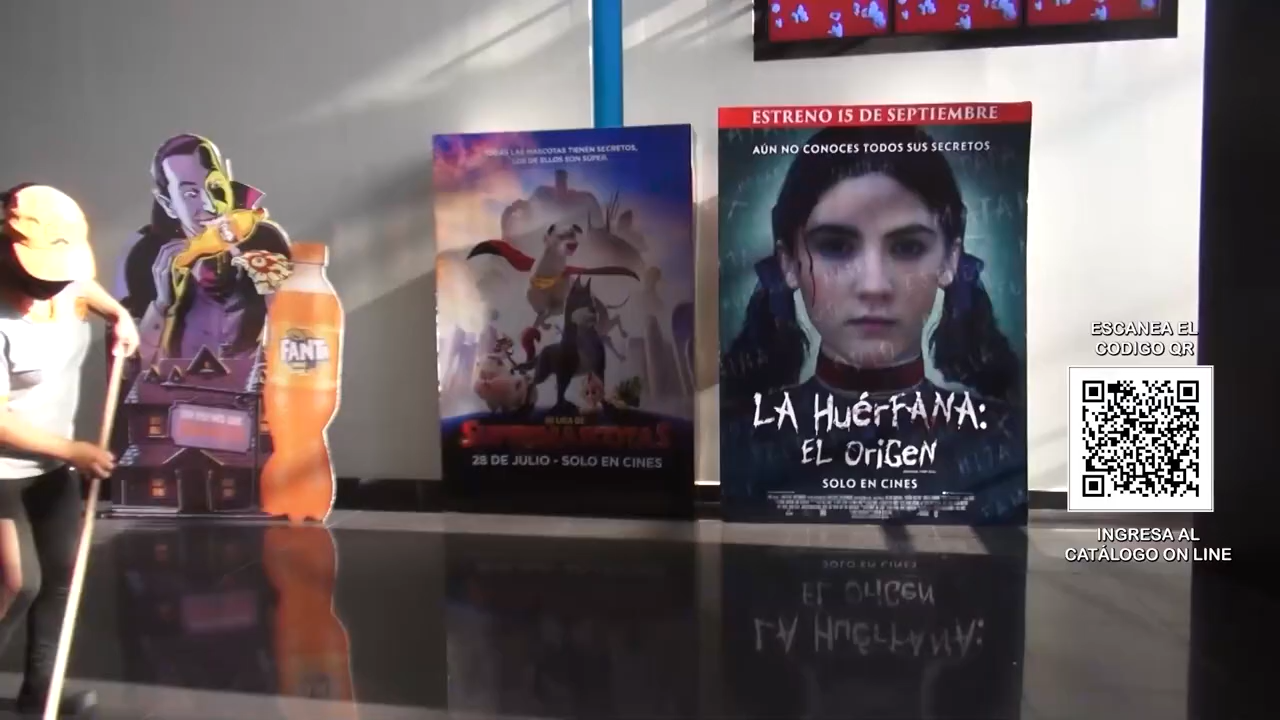 ESTRENO 15 DE SEPTIEMBRE
AÚN NO CONOCES TODOS SUS SECRETOS
LA HuérFANA:
EL OriGEN
SOLO EN CINES
TODAS LAS MASCOTAS TIENEN SECRETOS,
LOS DE ELLOS SON SÚPER.
SUPERMASCOTAS
28 DE JULIO - SOLO EN CINES
FANTA
ESCANEA EL
CODIGO QR
INGRESA AL
CATÁLOGO ON LINE